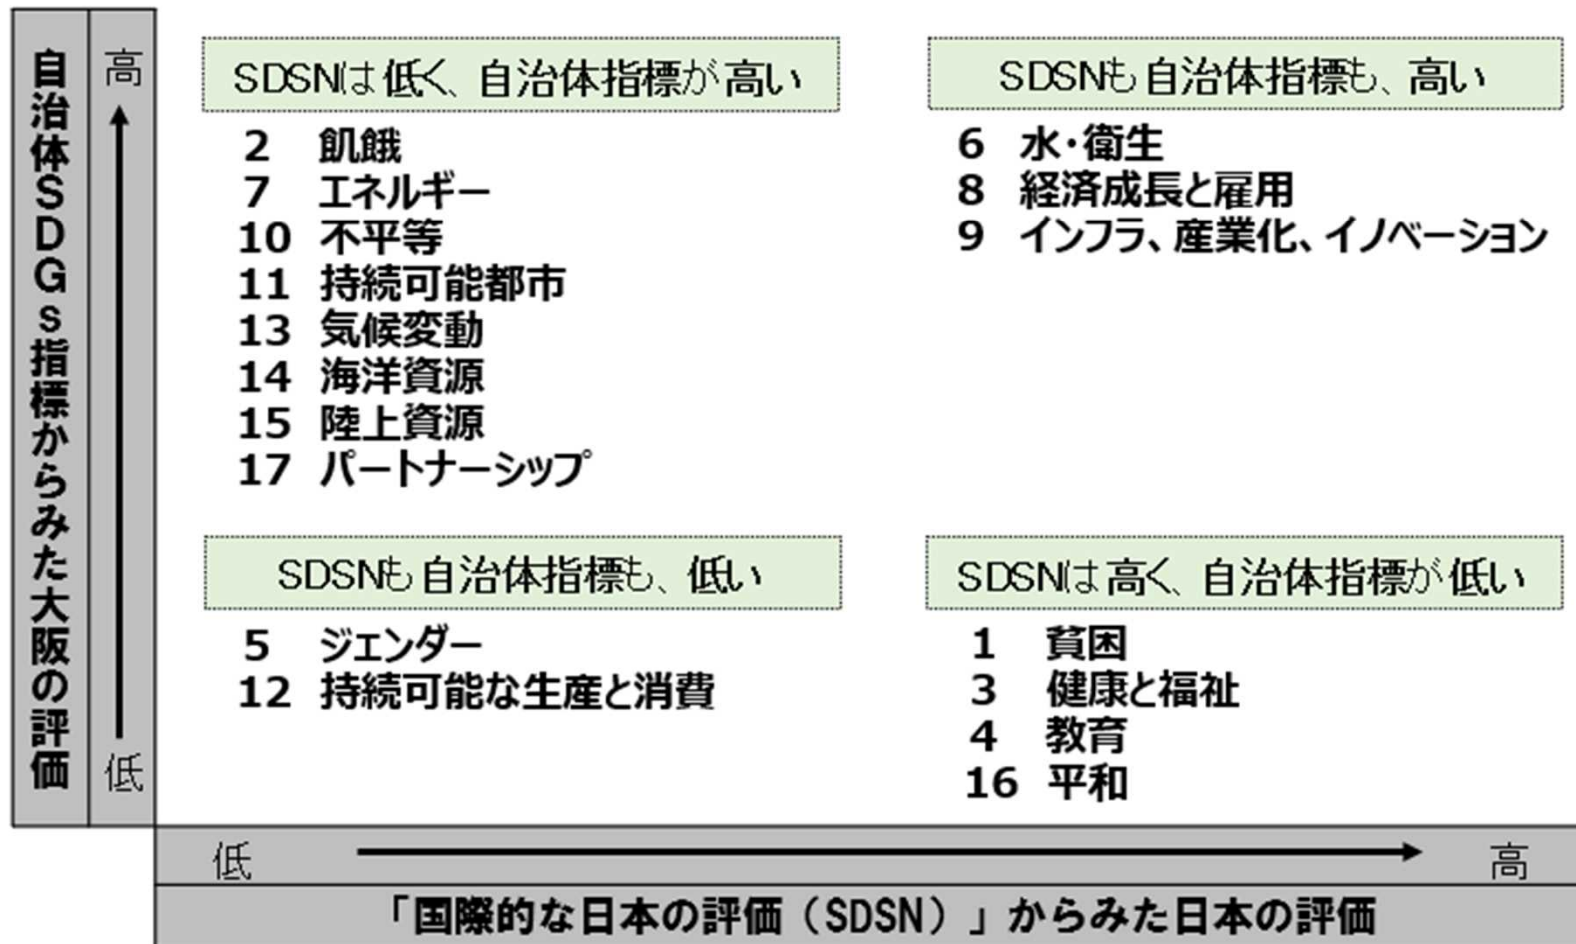 自治体SDGs指標からみた大阪の評価
高
低
SDSNは低く、自治体指標が高い
2 飢餓
7 エネルギー
10 不平等
11 持続可能都市
13 気候変動
14 海洋資源
15 陸上資源
17 パートナーシップ
SDSNも自治体指標も、高い
6 水・衛生
8 経済成長と雇用
9 インフラ、産業化、イノベーション
SDSNも自治体指標も、低い
5 ジェンダー
12 持続可能な生産と消費
SDSNは高く、自治体指標が低い
1 貧困
3 健康と福祉
4 教育
16 平和
低
高
「国際的な日本の評価（SDSN）」からみた日本の評価